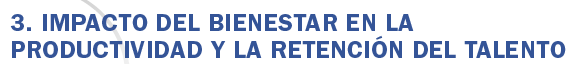 3. IMPACTO DEL BIENESTAR EN LA
PRODUCTIVIDAD Y LA RETENCIÓN DEL TALENTO